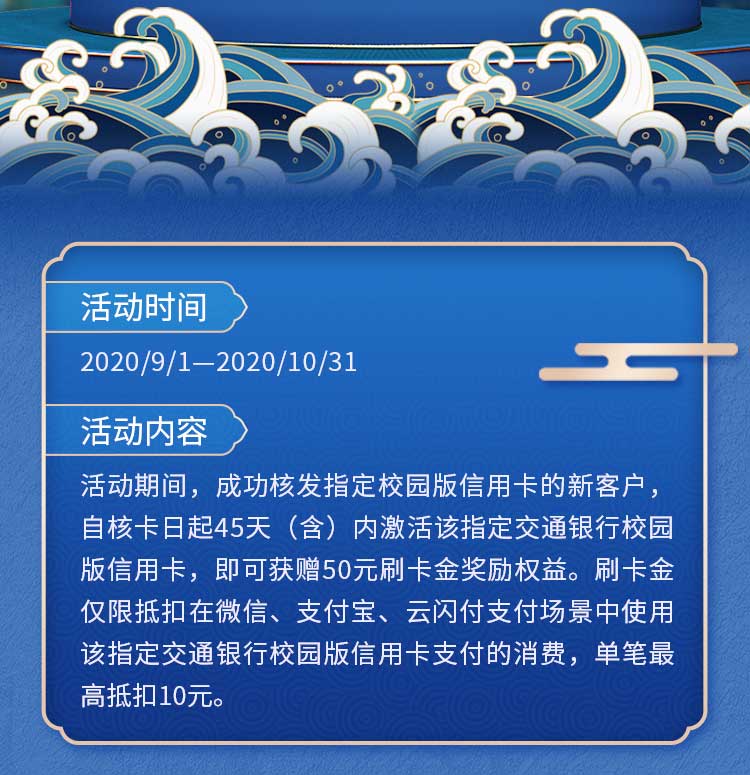 活动时间
2020/9/1—2020/10/31
活动内容
活动期间，成功核发指定校园版信用卡的新客户，
自核卡日起45天（含）内激活该指定交通银行校园
版信用卡，即可获赠50元刷卡金奖励权益。刷卡金
仅限抵扣在微信、支付宝、云闪付支付场景中使用
该指定交通银行校园版信用卡支付的消费，单笔最
高抵扣10元。